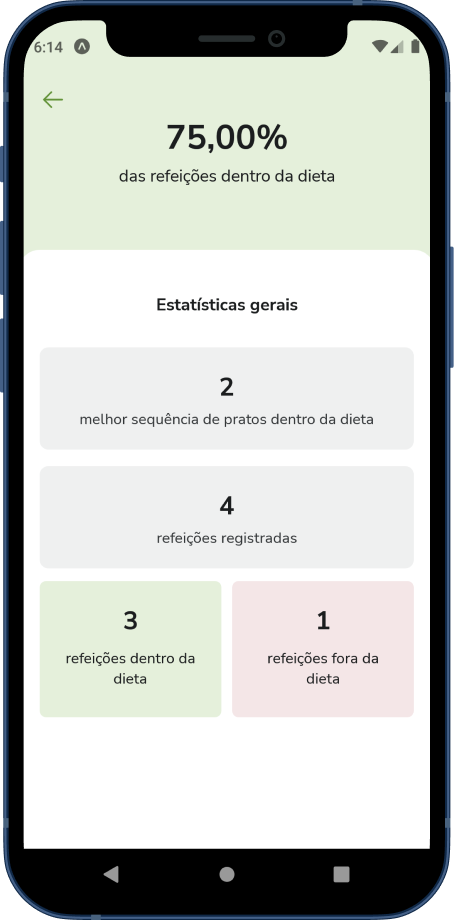 6:14
75,00%
das refeições dentro da dieta
Estatísticas gerais
2
melhor sequência de pratos dentro da dieta
4
refeições registradas
3
refeições dentro da
dieta
1
refeições fora da
dieta